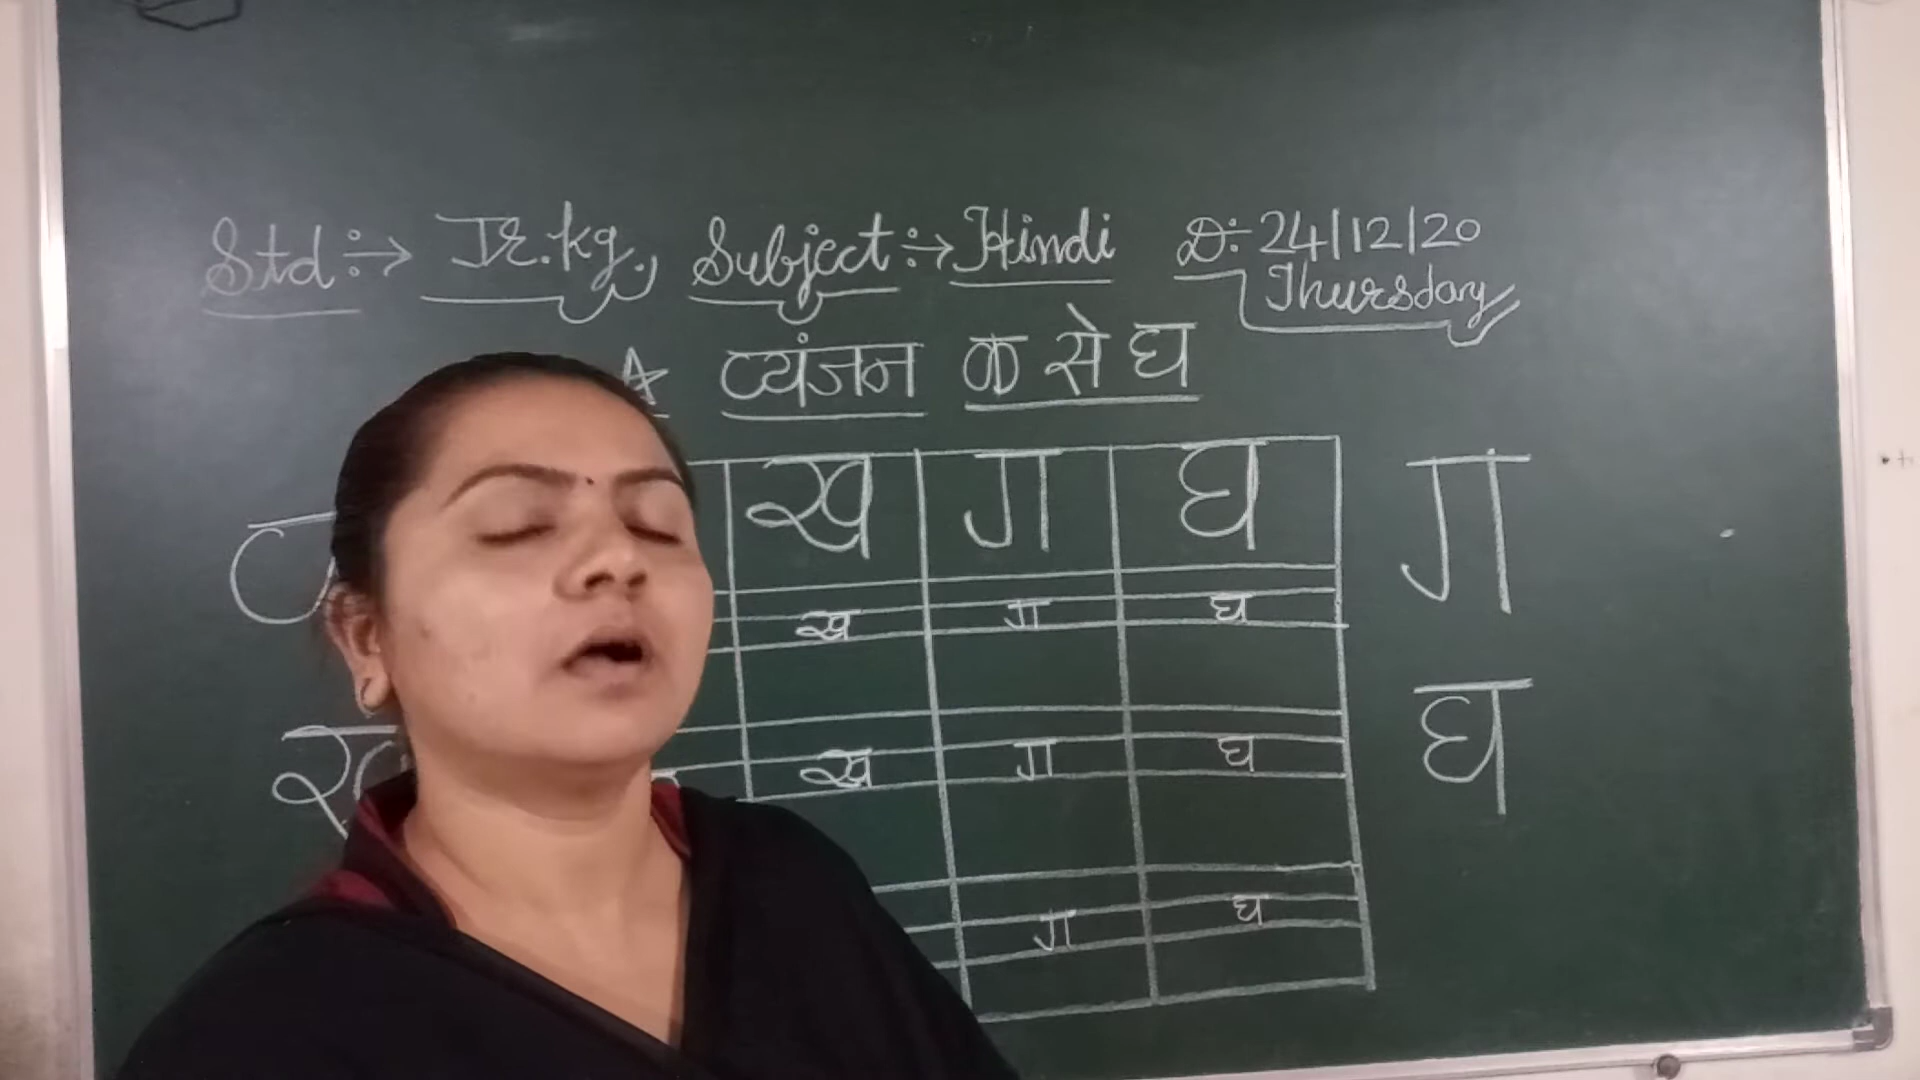 Std :-> Jr. kg., Subject :-> Hindi D:- 24/12/20
Thursday
व्यंजन क से घ
ख ग घ
ग
ख ग घ
घ
ख ग घ
ख
ग घ